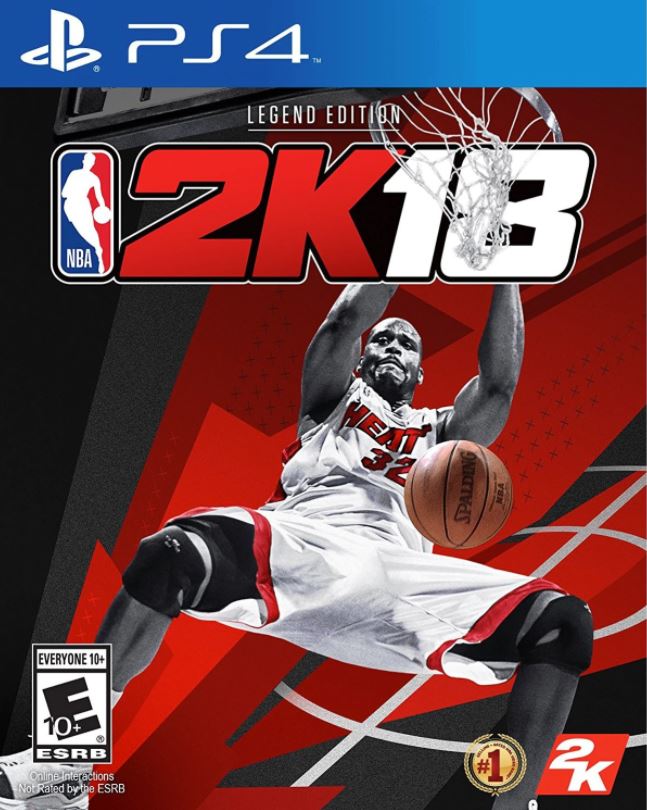 PS4™
LEGEND EDITION
NBA 2K18
HEAT
32
SPALDING
NBA
EVERYONE 10+
E
10+
®
ESRB
Online Interactions
Not Rated by the ESRB
#1
2K